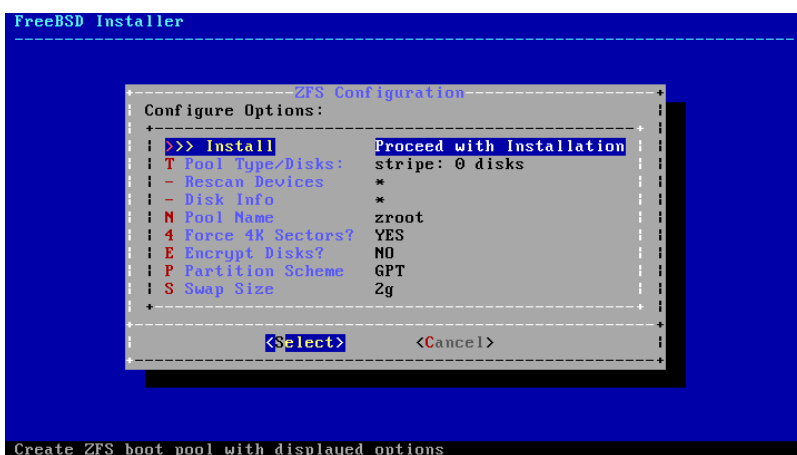 FreeBSD Installer
ZFS Configuration
Configure Options:
>>> Install Proceed with Installation
T Pool Type/Disks: stripe: 0 disks
- Rescan Devices *
- Disk Info *
N Pool Name zroot
4 Force 4K Sectors? YES
E Encrypt Disks? NO
P Partition Scheme GPT
S Swap Size 2g
<Select> <Cancel>
Create ZFS boot pool with displayed options